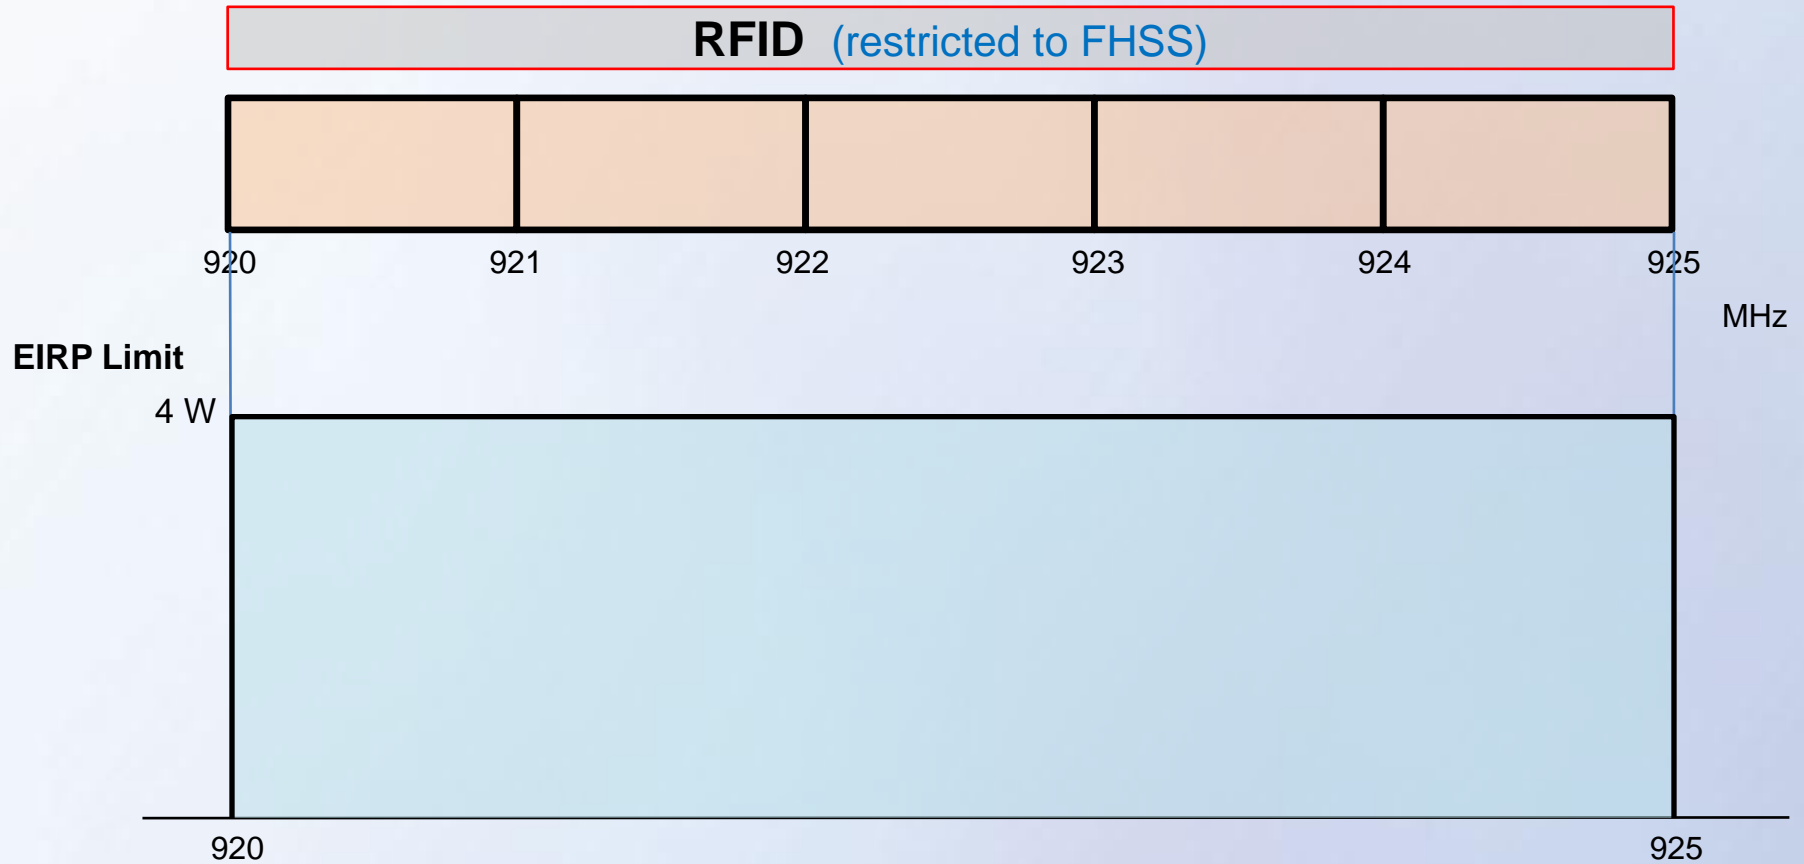 RFID (restricted to FHSS)
920 921 922 923 924 925
MHz
EIRP Limit
4 W
920 925